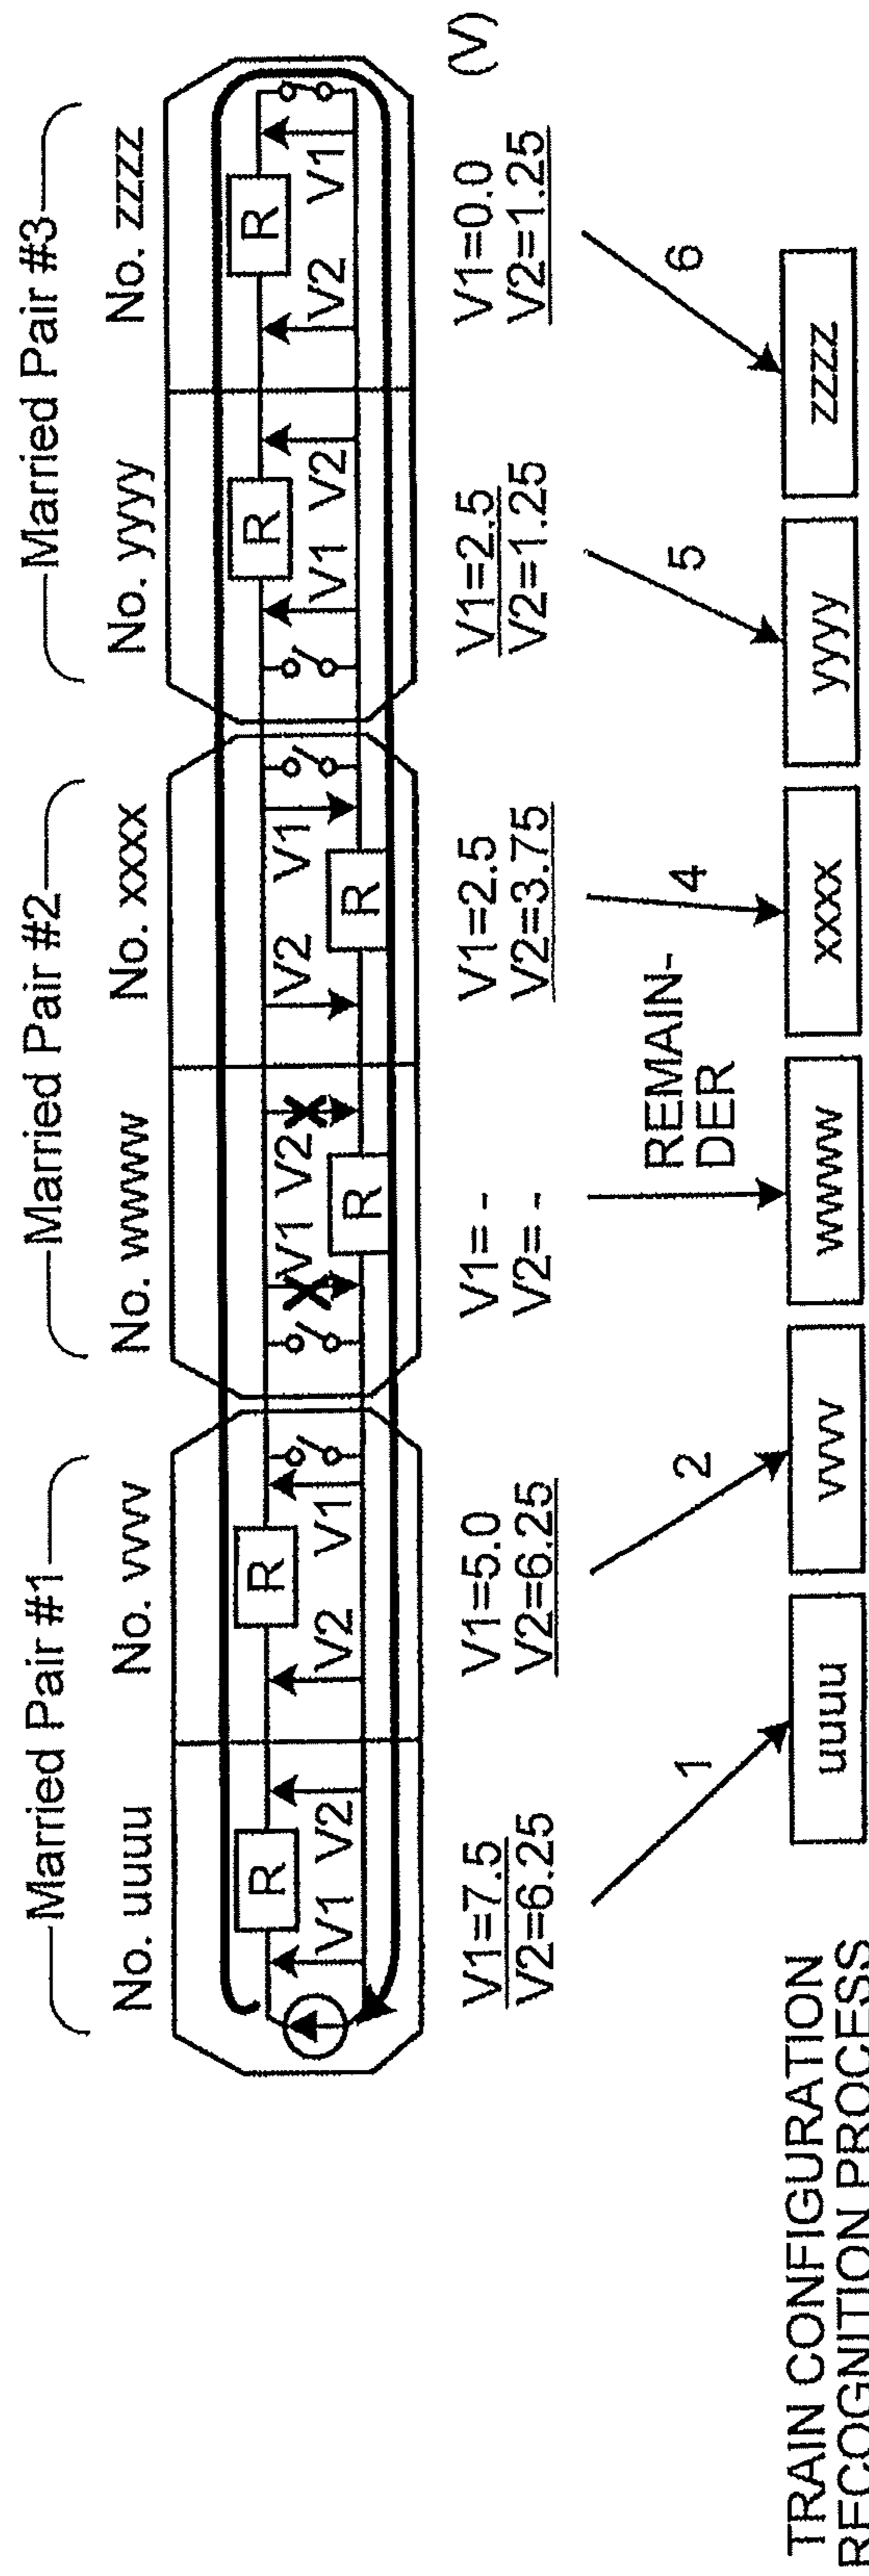 Married Pair #1
Married Pair #2
Married Pair #3
No. uuuu
No. vvvv
No. wwww
No. xxxx
No. yyyy
No. zzzz
R
R
R
R
R
R
V1
V2
V2
V1
V1
V2
V2
V1
V1
V2
V2
V1
(V)
V1=7.5
V2=6.25
V1=5.0
V2=6.25
V1= -
V2= -
V1=2.5
V2=3.75
V1=2.5
V2=1.25
V1=0.0
V2=1.25
1
2
REMAIN-
DER
4
5
6
TRAIN CONFIGURATION
RECOGNITION PROCESS
uuuu
vvvv
wwww
xxxx
yyyy
zzzz